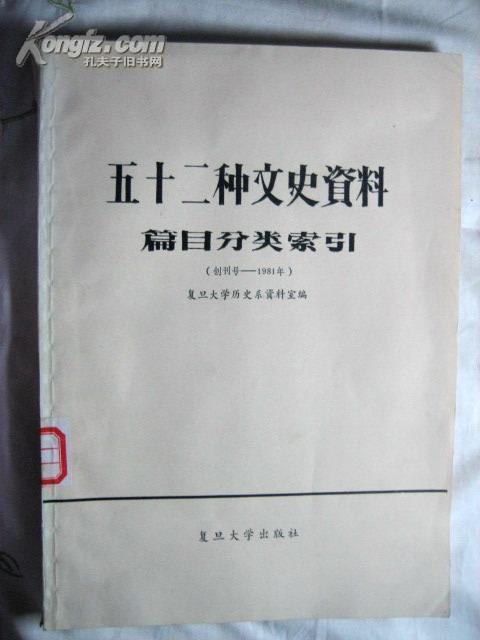 Kongfz.com
孔夫子旧书网
五十二种文史資料
篇目分类索引
(创刊号——1981年)
复旦大学历史系資料室编
复旦大学出版社